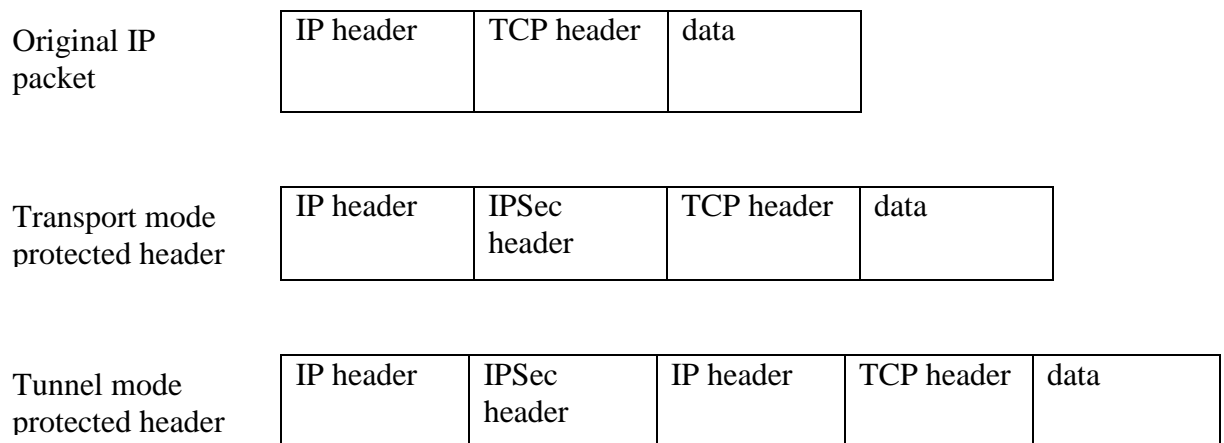 Original IP
packet
IP header
TCP header
data
Transport mode
protected header
IP header
IPSec
header
TCP header
data
Tunnel mode
protected header
IP header
IPSec
header
IP header
TCP header
data